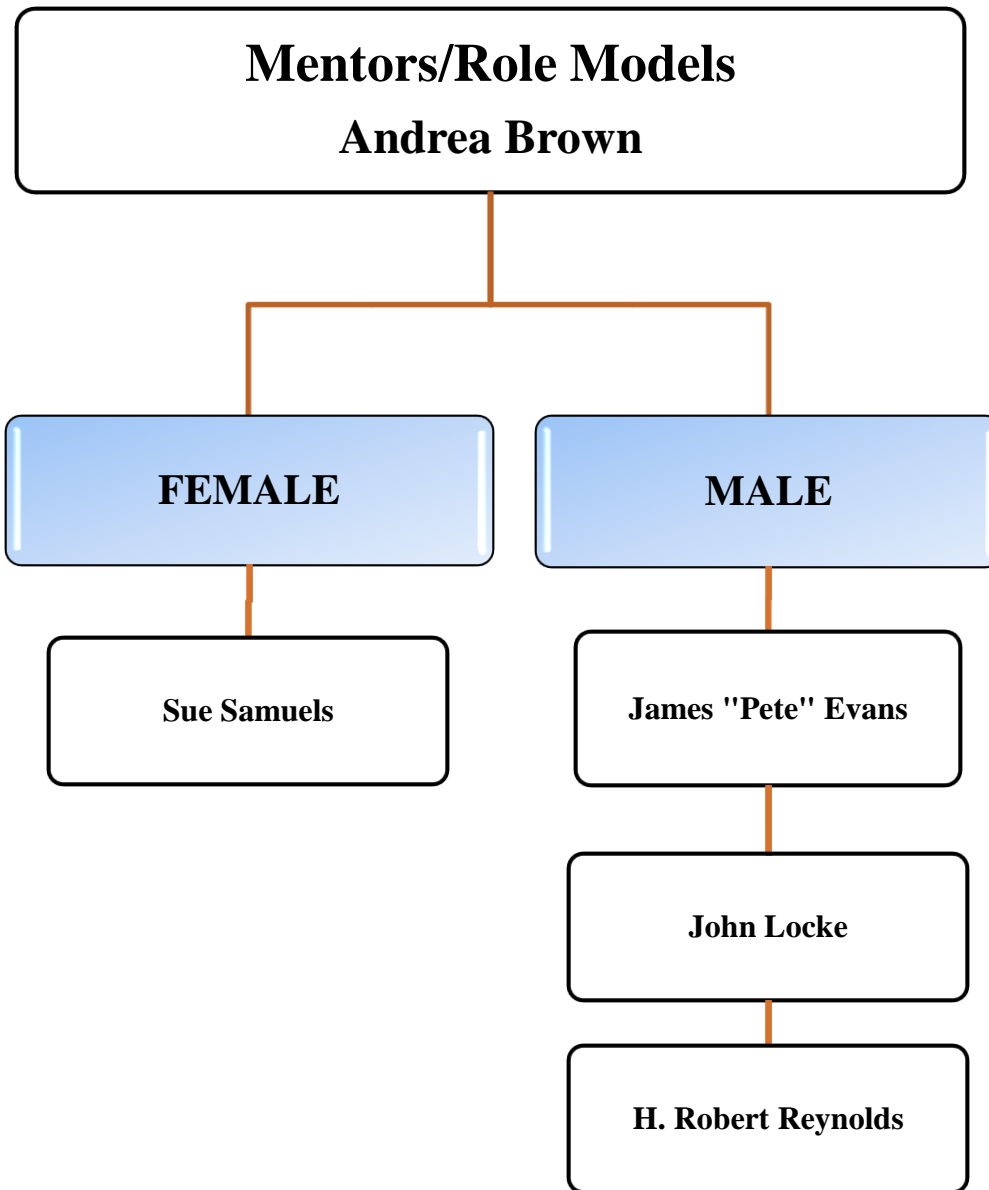 Mentors/Role Models
Andrea Brown
FEMALE
MALE
Sue Samuels
James "Pete" Evans
John Locke
H. Robert Reynolds